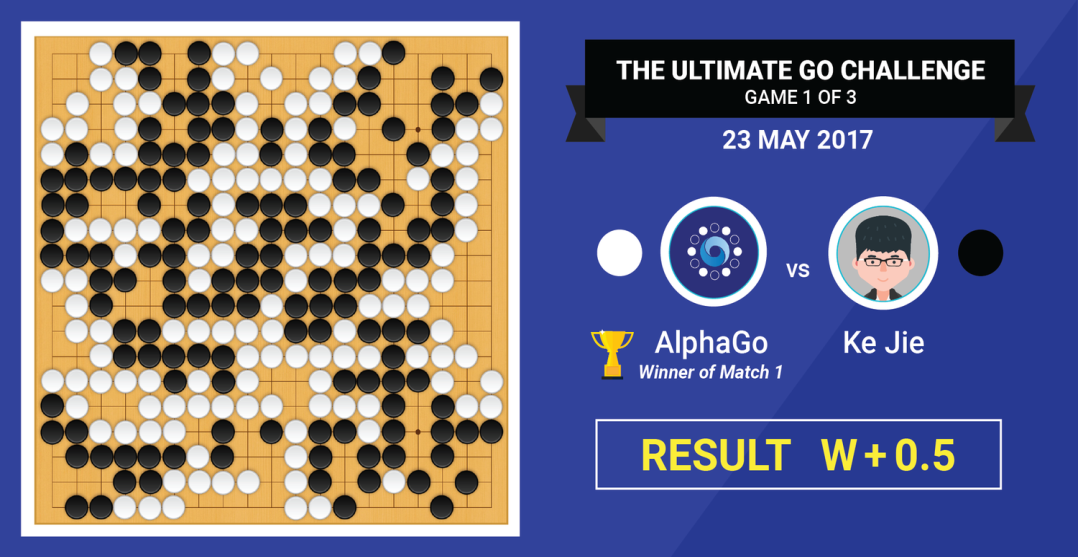 THE ULTIMATE GO CHALLENGE
GAME 1 OF 3
23 MAY 2017
VS
AlphaGo
Winner of Match 1
Ke Jie
RESULT W+0.5